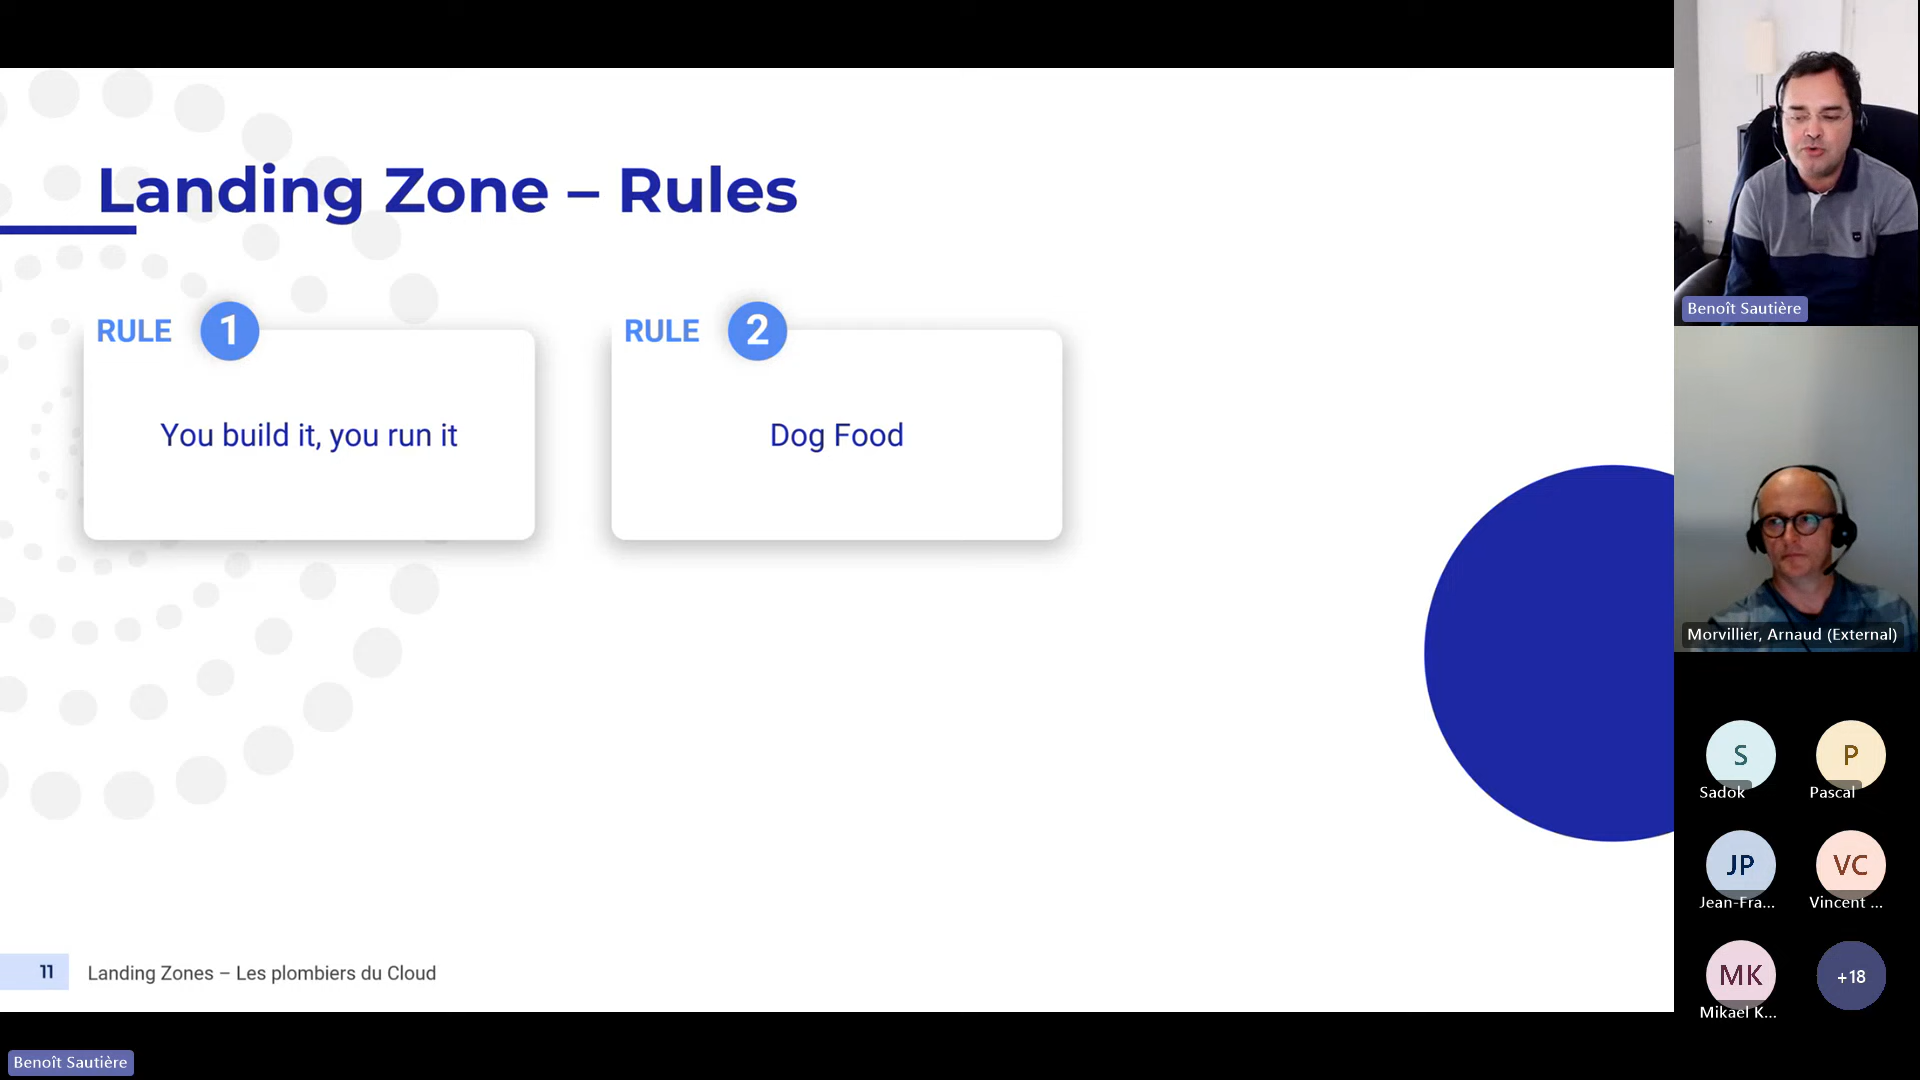 Landing Zone – Rules
RULE 1
You build it, you run it
RULE 2
Dog Food
11
Landing Zones – Les plombiers du Cloud
Benoît Sautière
Benoît Sautière
Morvillier, Arnaud (External)
S
Sadok
P
Pascal
JP
Jean-Fra...
VC
Vincent ...
MK
Mikael K...
+18